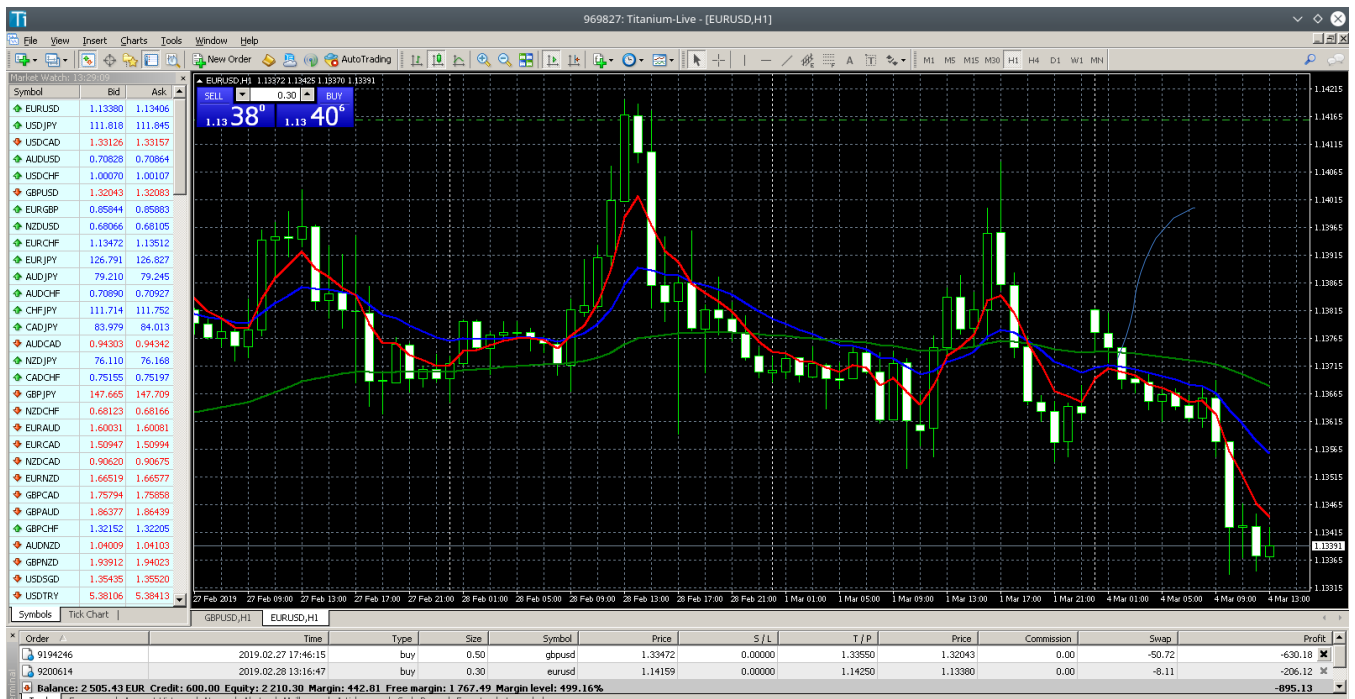 Ti 969827: Titanium-Live - [EURUSD,H1]
File View Insert Charts Tools Window Help
New Order AutoTrading A T M1 M5 M15 M30 H1 H4 D1 W1 MN
Market Watch: 13:29:09
Symbol Bid Ask
EURUSD 1.13380 1.13406
USDJPY 111.818 111.845
USDCAD 1.33126 1.33157
AUDUSD 0.70828 0.70864
USDCHF 1.00070 1.00107
GBPUSD 1.32043 1.32083
EURGBP 0.85844 0.85883
NZDUSD 0.68066 0.68105
EURCHF 1.13472 1.13512
EURJPY 126.791 126.827
AUDJPY 79.210 79.245
AUDCHF 0.70890 0.70927
CHFJPY 111.714 111.752
CADJPY 83.979 84.013
AUDCAD 0.94303 0.94342
NZDJPY 76.110 76.168
CADCHF 0.75155 0.75197
GBPJPY 147.665 147.709
NZDCHF 0.68123 0.68166
EURAUD 1.60031 1.60081
EURCAD 1.50947 1.50994
NZDCAD 0.90620 0.90675
EURNZD 1.66519 1.66577
GBPCAD 1.75794 1.75858
GBPAUD 1.86377 1.86439
GBPCHF 1.32152 1.32205
AUDNZD 1.04009 1.04103
GBPNZD 1.93912 1.94023
USDSGD 1.35435 1.35520
USDTRY 5.38106 5.38413
Symbols Tick Chart
EURUSD,H1 1.13372 1.13425 1.13370 1.13391
SELL 0.30 BUY
1.13 38 0 1.13 40 6
1.14215
1.14165
1.14115
1.14065
1.14015
1.13965
1.13915
1.13865
1.13815
1.13765
1.13715
1.13665
1.13615
1.13565
1.13515
1.13465
1.13415
1.13391
1.13365
1.13315
27 Feb 2019 27 Feb 09:00 27 Feb 13:00 27 Feb 17:00 27 Feb 21:00 28 Feb 01:00 28 Feb 05:00 28 Feb 09:00 28 Feb 13:00 28 Feb 17:00 28 Feb 21:00 1 Mar 01:00 1 Mar 05:00 1 Mar 09:00 1 Mar 13:00 1 Mar 17:00 1 Mar 21:00 4 Mar 01:00 4 Mar 05:00 4 Mar 09:00 4 Mar 13:00
GBPUSD,H1 EURUSD,H1
Order Time Type Size Symbol Price S / L T / P Price Commission Swap Profit
9194246 2019.02.27 17:46:15 buy 0.50 gbpusd 1.33472 0.00000 1.33550 1.32043 0.00 -50.72 -630.18
9200614 2019.02.28 13:16:47 buy 0.30 eurusd 1.14159 0.00000 1.14250 1.13380 0.00 -8.11 -206.12
Balance: 2 505.43 EUR Credit: 600.00 Equity: 2 210.30 Margin: 442.81 Free margin: 1 767.49 Margin level: 499.16% -895.13